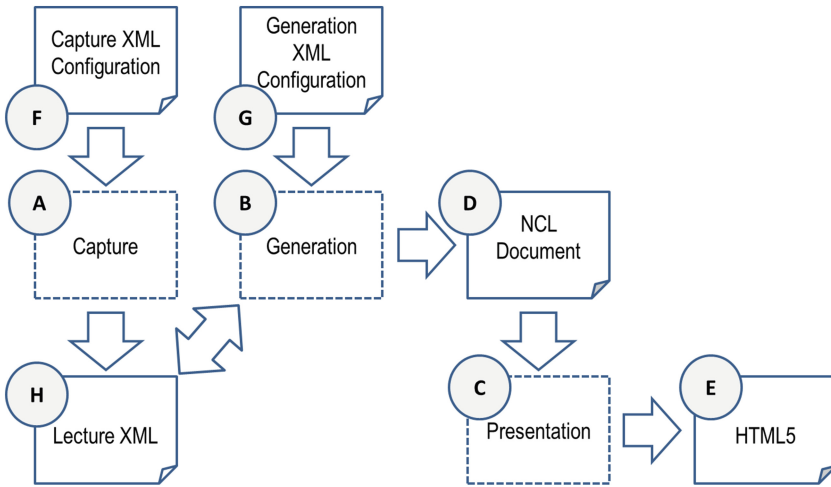 Capture XML
Configuration
F
Generation
XML
Configuration
G
A
Capture
B
Generation
D
NCL
Document
H
Lecture XML
C
Presentation
E
HTML5